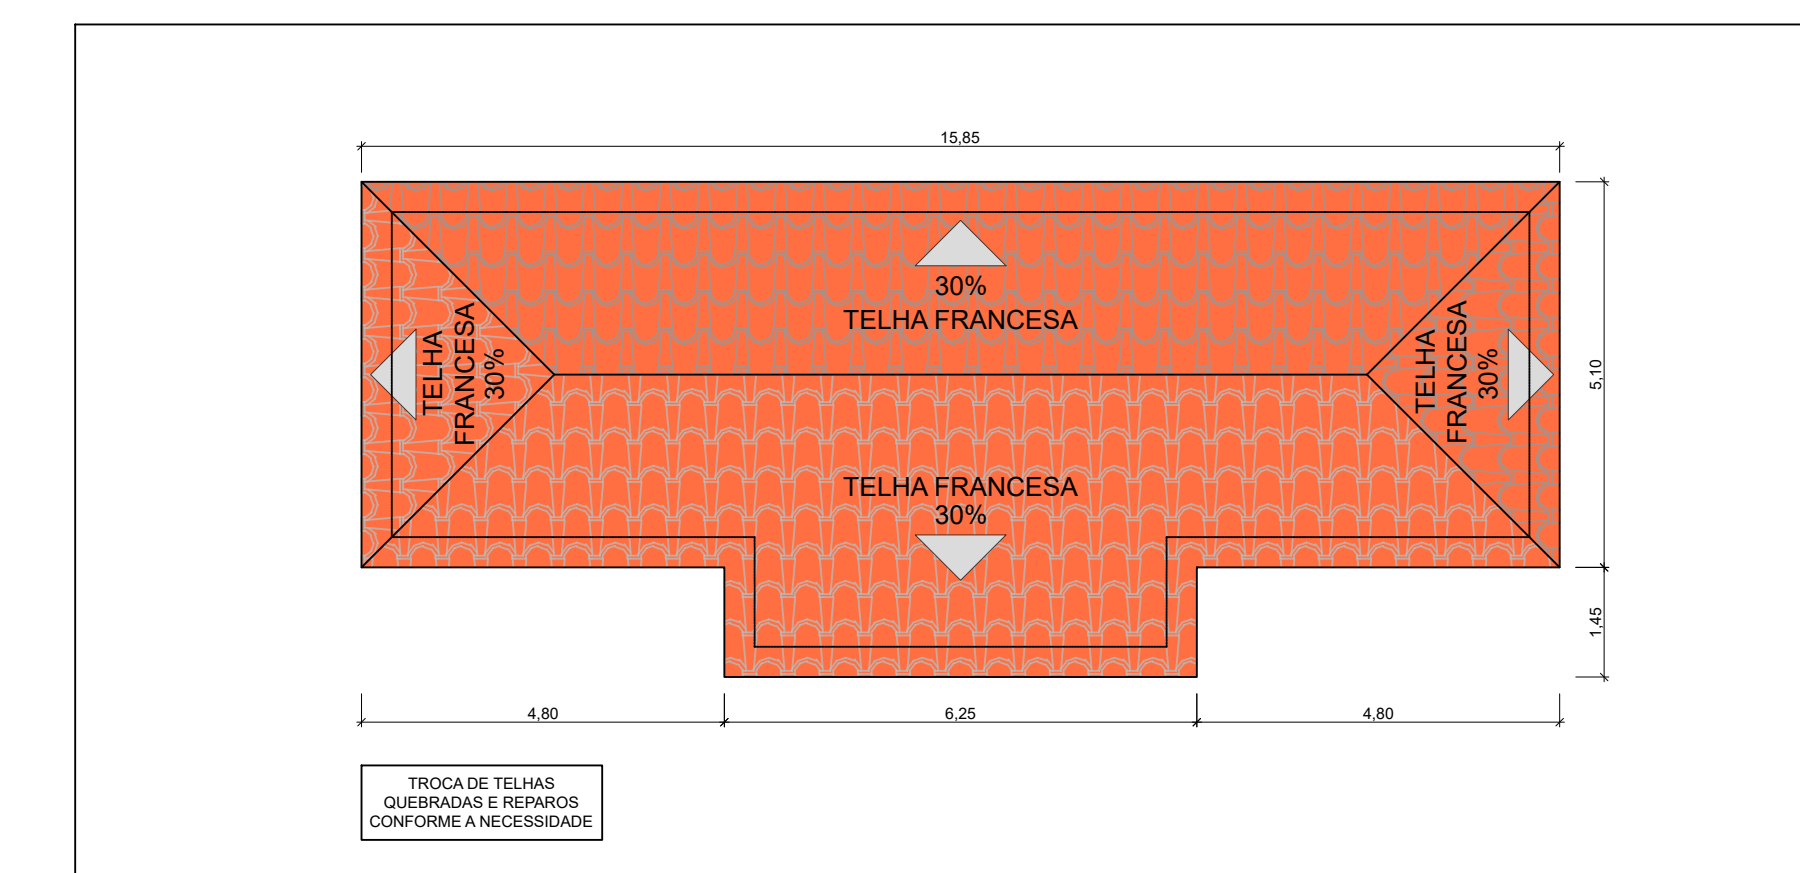 15,85
30%
TELHA FRANCESA
TELHA
FRANCESA
30%
TELHA
FRANCESA
30%
5,10
TELHA FRANCESA
30%
1,45
4,80
6,25
4,80
TROCA DE TELHAS
QUEBRADAS E REPAROS
CONFORME A NECESSIDADE